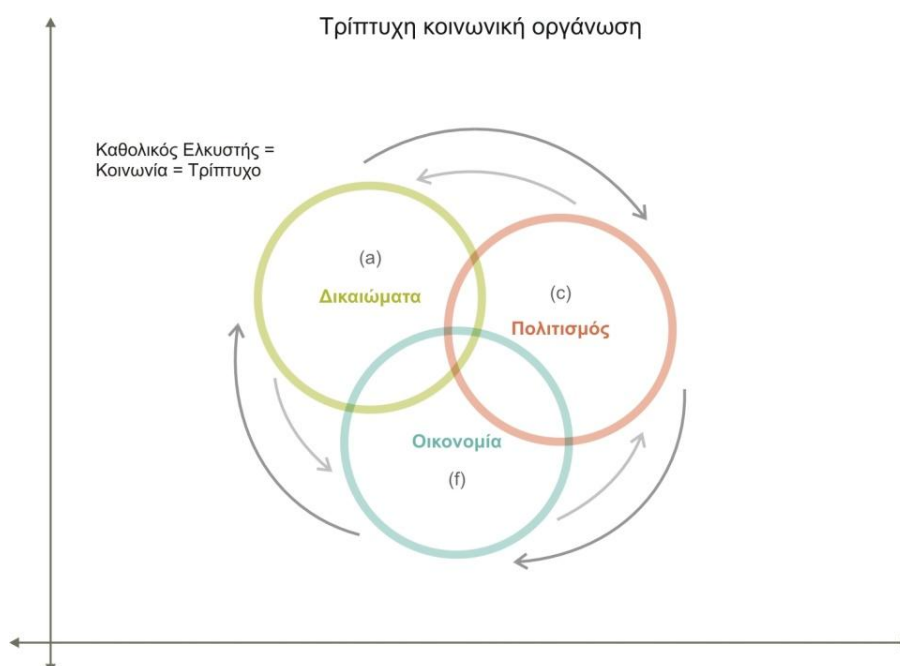 Τρίπτυχη κοινωνική οργάνωση
Καθολικός Ελκυστής =
Κοινωνία = Τρίπτυχο
(a)
Δικαιώματα
(c)
Πολιτισμός
Οικονομία
(f)